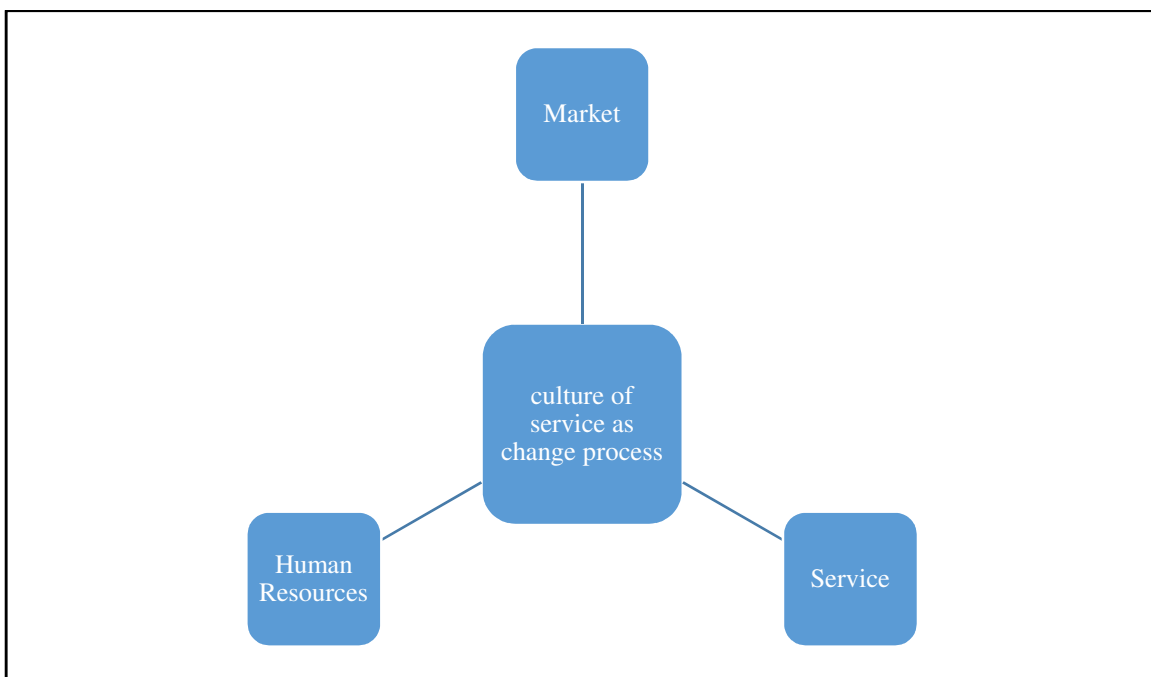 Market
culture of
service as
change process
Human
Resources
Service